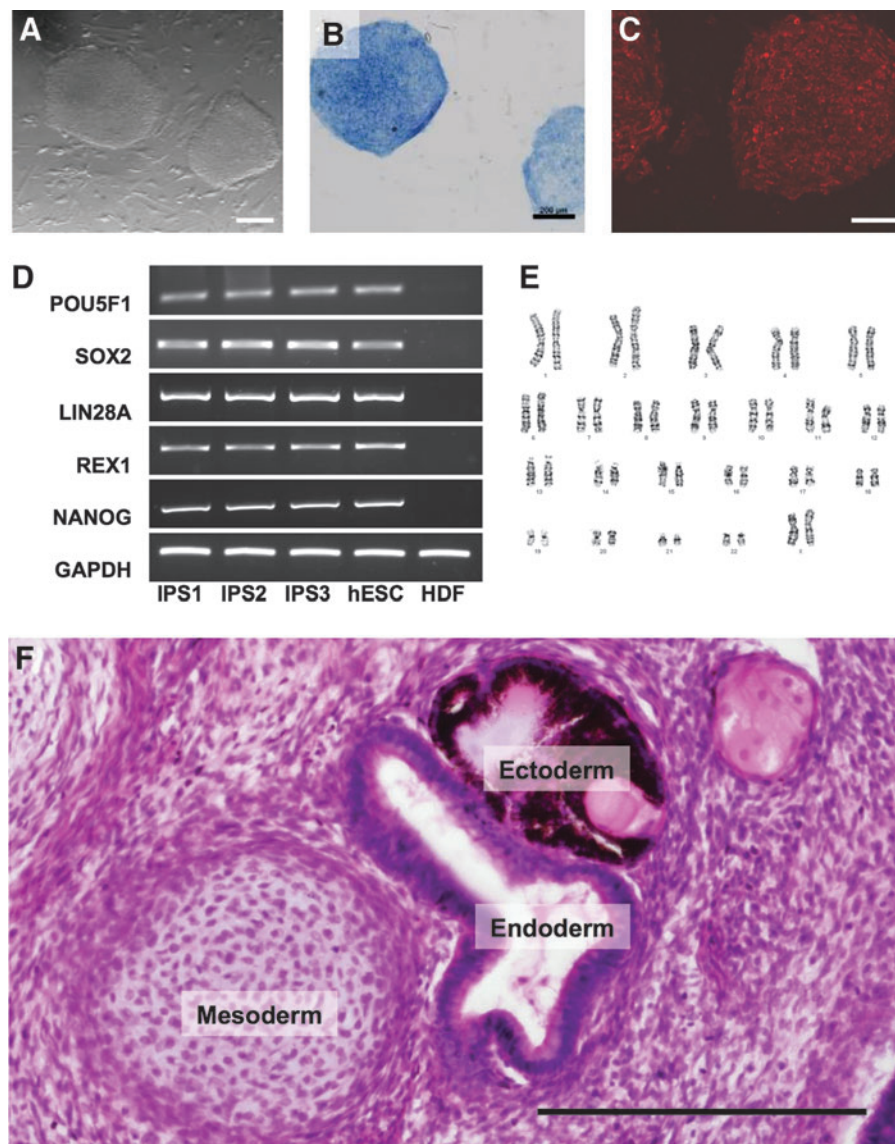 A
B
C
200 µm
D
POU5F1
SOX2
LIN28A
REX1
NANOG
GAPDH
IPS1 IPS2 IPS3 hESC HDF
E
1 2 3 4 5
6 7 8 9 10 11 12
13 14 15 16 17 18
19 20 21 22 X
F
Ectoderm
Endoderm
Mesoderm